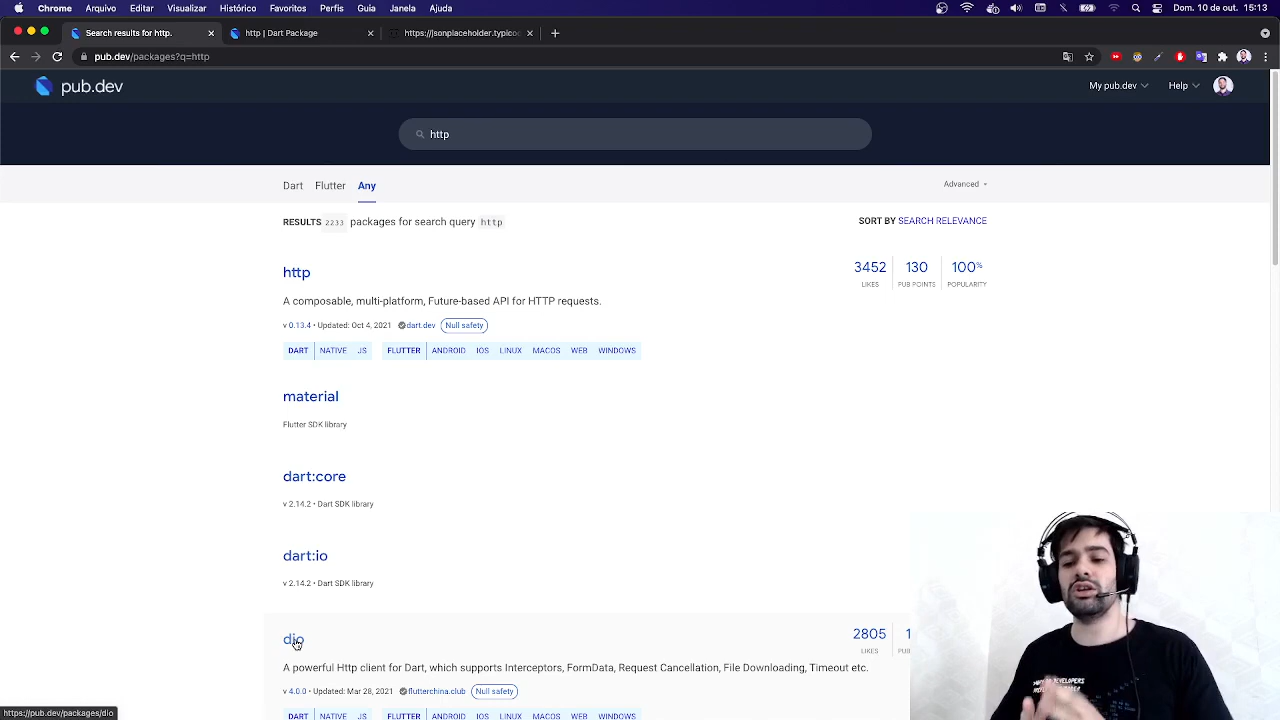 Chrome Arquivo Editar Visualizar Histórico Favoritos Perfis Guia Janela Ajuda Dom. 10 de out. 15:13
Search results for http. http | Dart Package https://jsonplaceholder.typicod
pub.dev/packages?q=http
pub.dev My pub.dev Help
http
Dart Flutter Any Advanced
RESULTS 2233 packages for search query http SORT BY SEARCH RELEVANCE
http 3452 130 100%
LIKES PUB POINTS POPULARITY
A composable, multi-platform, Future-based API for HTTP requests.
v 0.13.4 • Updated: Oct 4, 2021 dart.dev Null safety
DART NATIVE JS FLUTTER ANDROID IOS LINUX MACOS WEB WINDOWS
material
Flutter SDK library
dart:core
v 2.14.2 • Dart SDK library
dart:io
v 2.14.2 • Dart SDK library
dio 2805 1
LIKES PUB
A powerful Http client for Dart, which supports Interceptors, FormData, Request Cancellation, File Downloading, Timeout etc.
v 4.0.0 • Updated: Mar 28, 2021 flutterchina.club Null safety
DART NATIVE JS FLUTTER ANDROID IOS LINUX MACOS WEB WINDOWS
https://pub.dev/packages/dio